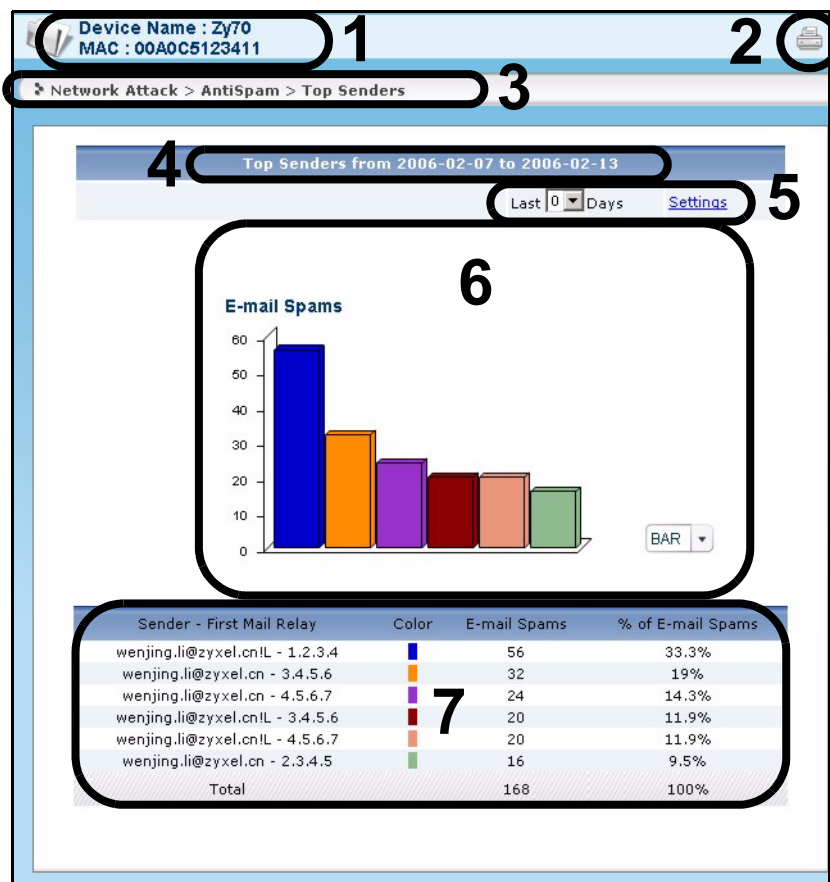 Device Name : Zy70
MAC : 00A0C5123411
1
2
Network Attack > AntiSpam > Top Senders
3
4
Top Senders from 2006-02-07 to 2006-02-13
Last 0 Days Settings
5
6
E-mail Spams
60
50
40
30
20
10
0
BAR
Sender - First Mail Relay Color E-mail Spams % of E-mail Spams
wenjing.li@zyxel.cn!L - 1.2.3.4 56 33.3%
wenjing.li@zyxel.cn - 3.4.5.6 32 19%
wenjing.li@zyxel.cn - 4.5.6.7 24 14.3%
wenjing.li@zyxel.cn!L - 3.4.5.6 20 11.9%
wenjing.li@zyxel.cn!L - 4.5.6.7 20 11.9%
wenjing.li@zyxel.cn - 2.3.4.5 16 9.5%
7
Total 168 100%